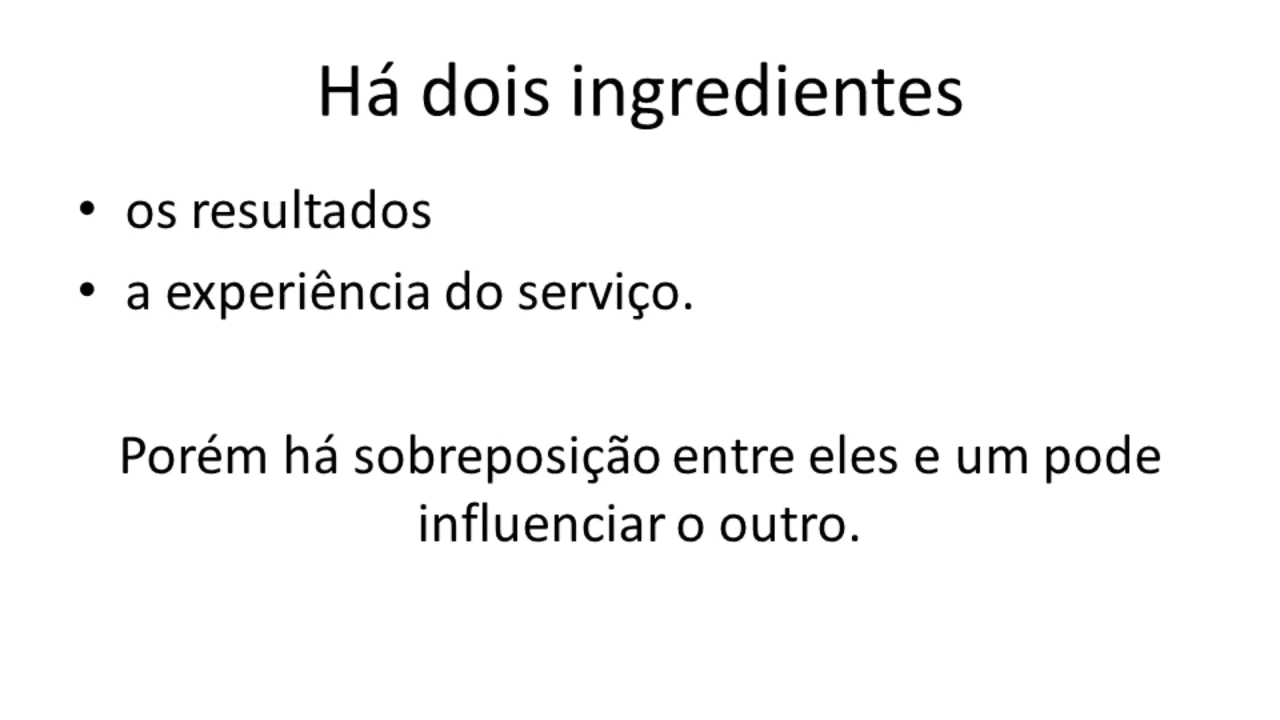 Há dois ingredientes
• os resultados
• a experiência do serviço.
Porém há sobreposição entre eles e um pode
influenciar o outro.